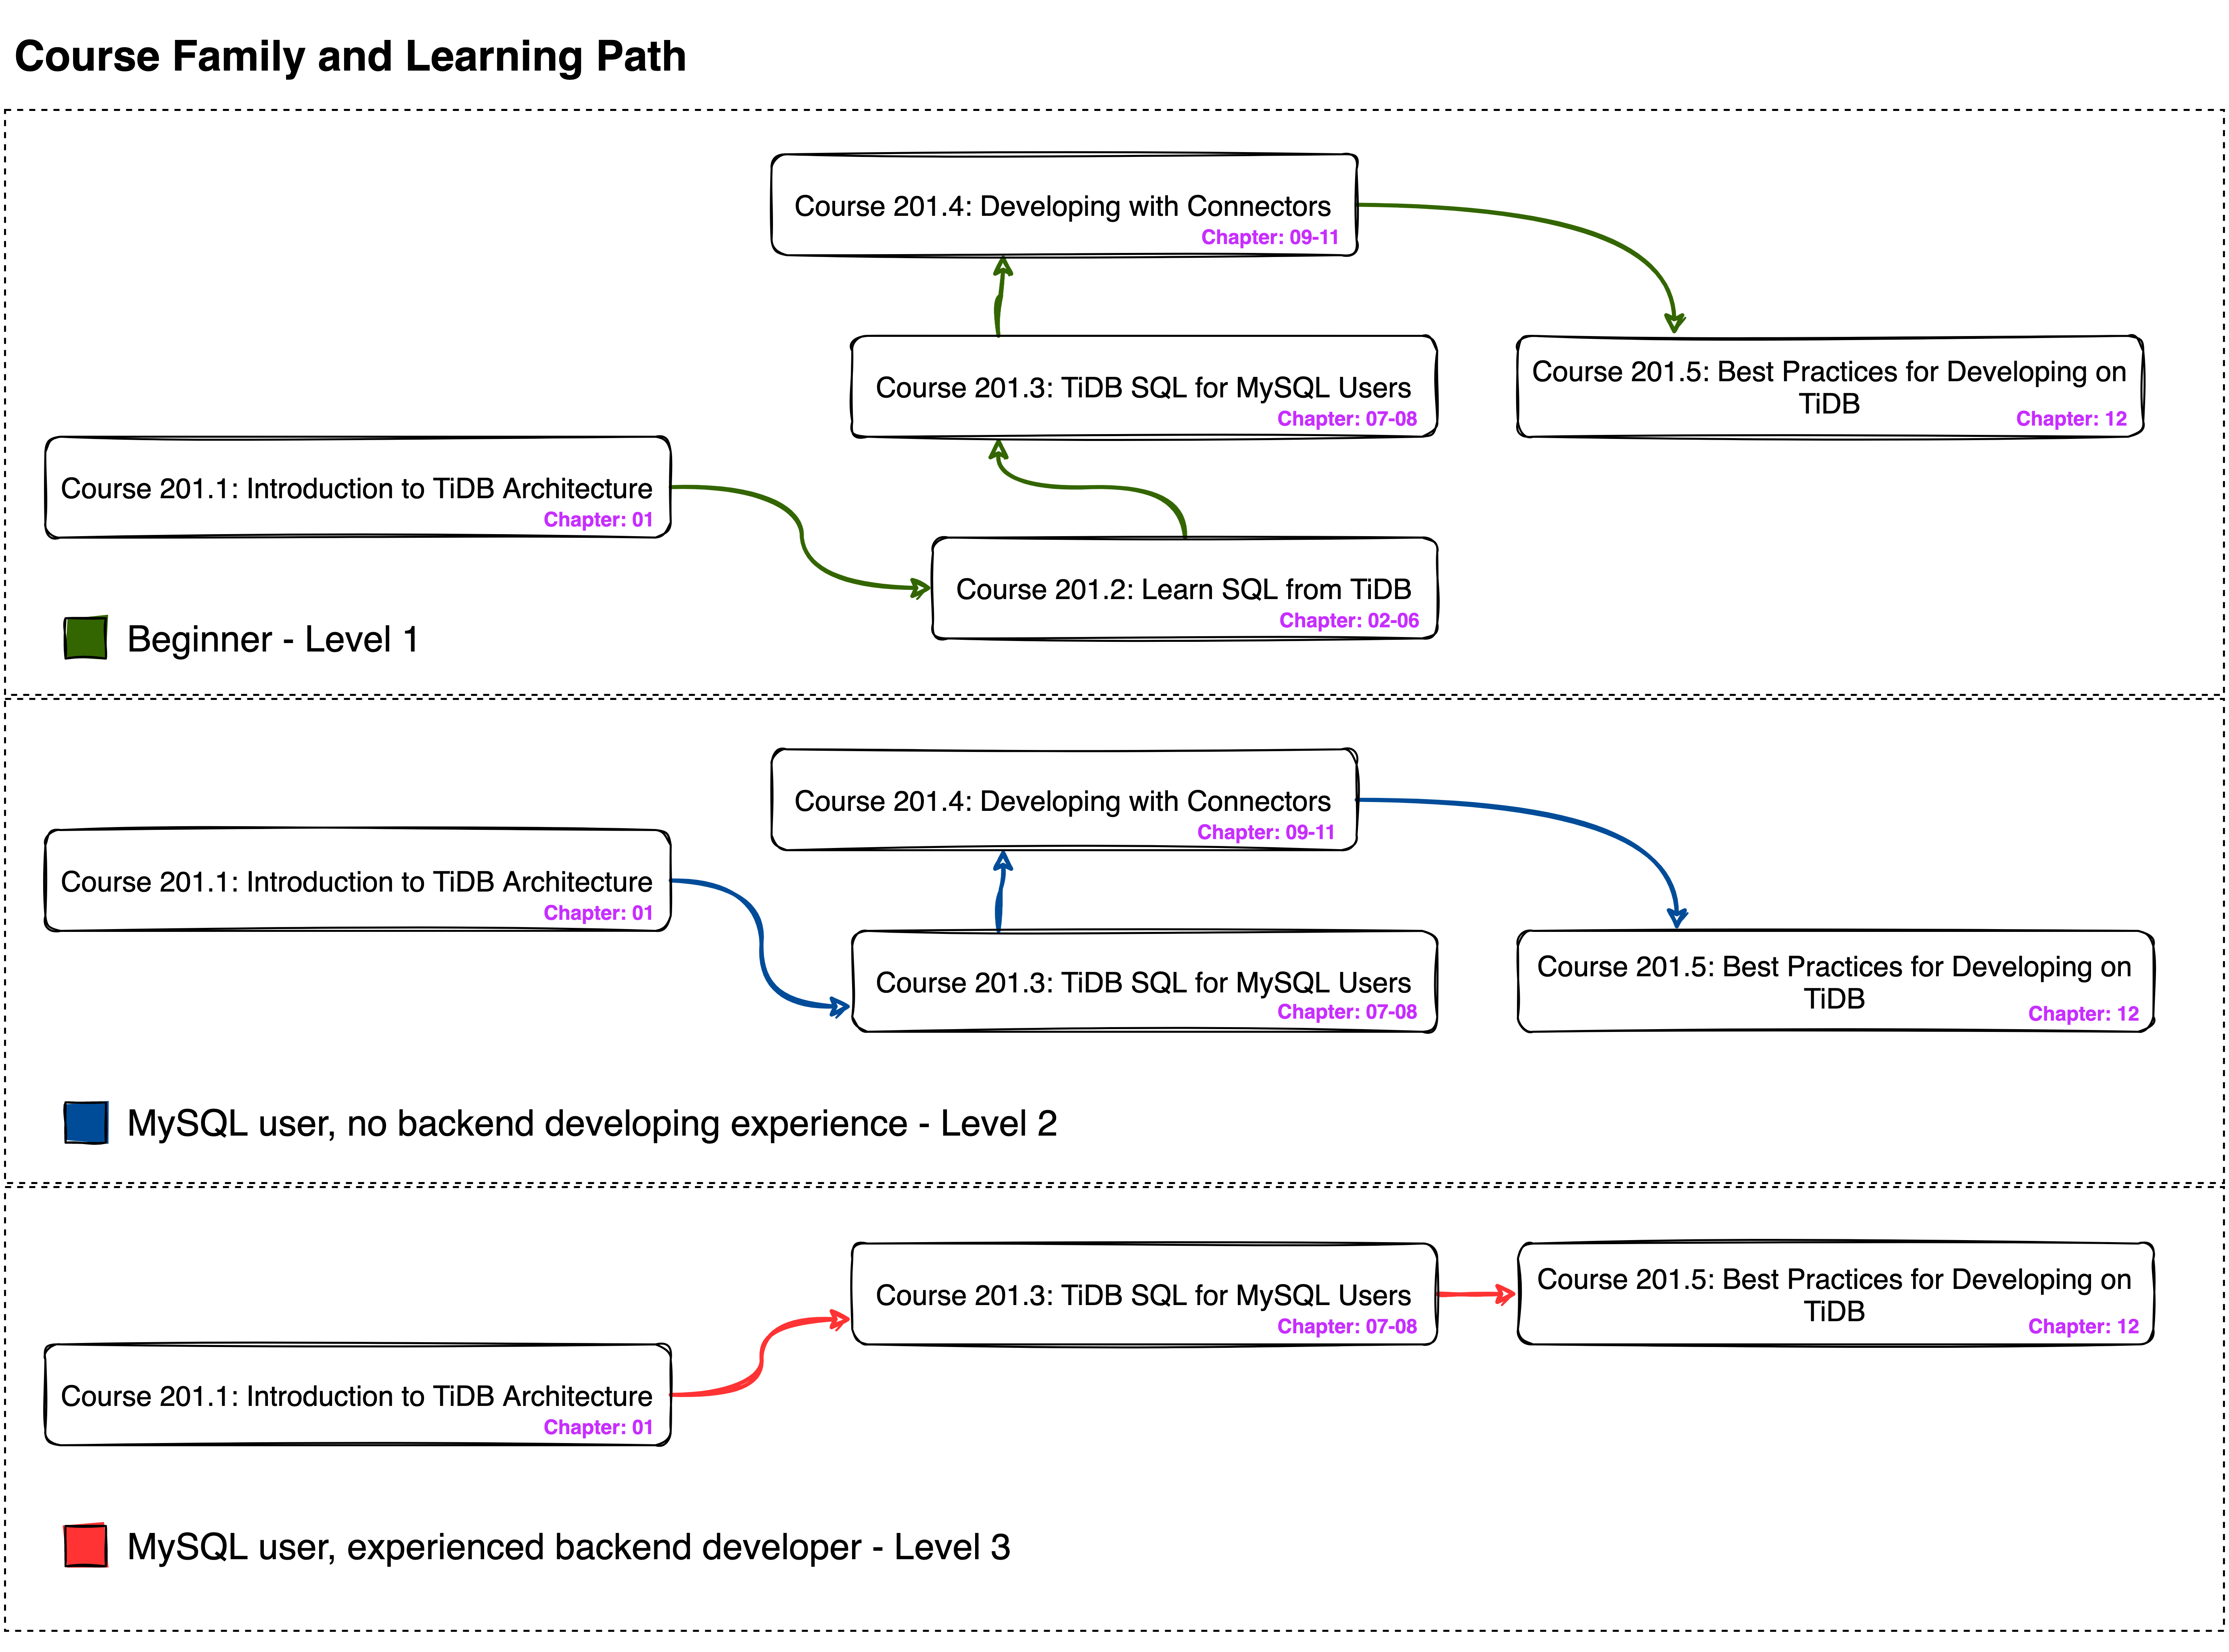 Course Family and Learning Path
Course 201.4: Developing with Connectors
Chapter: 09-11
Course 201.3: TiDB SQL for MySQL Users
Chapter: 07-08
Course 201.5: Best Practices for Developing on
TiDB
Chapter: 12
Course 201.1: Introduction to TiDB Architecture
Chapter: 01
Course 201.2: Learn SQL from TiDB
Chapter: 02-06
Beginner - Level 1
Course 201.4: Developing with Connectors
Chapter: 09-11
Course 201.1: Introduction to TiDB Architecture
Chapter: 01
Course 201.3: TiDB SQL for MySQL Users
Chapter: 07-08
Course 201.5: Best Practices for Developing on
TiDB
Chapter: 12
MySQL user, no backend developing experience - Level 2
Course 201.3: TiDB SQL for MySQL Users
Chapter: 07-08
Course 201.5: Best Practices for Developing on
TiDB
Chapter: 12
Course 201.1: Introduction to TiDB Architecture
Chapter: 01
MySQL user, experienced backend developer - Level 3